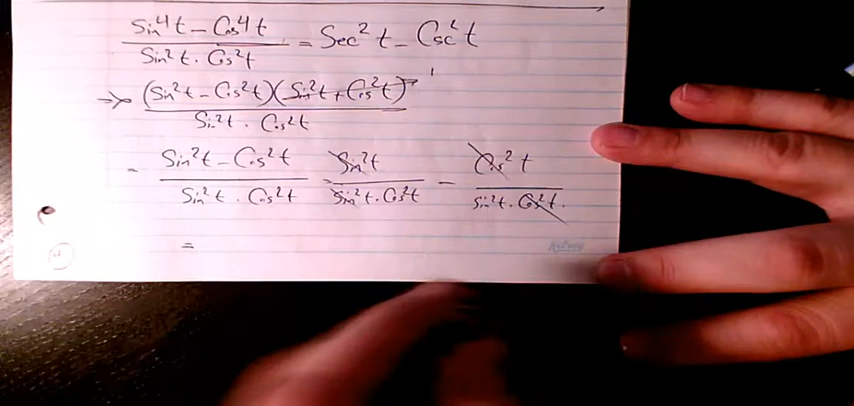 Sin⁴t - Cos⁴t / Sin²t · Cos²t = Sec²t - Csc²t
→ (Sin²t - Cos²t)(Sin²t + Cos²t) / Sin²t · Cos²t 1
= Sin²t - Cos²t / Sin²t · Cos²t = Sin²t / Sin²t · Cos²t - Cos²t / Sin²t · Cos²t.
=